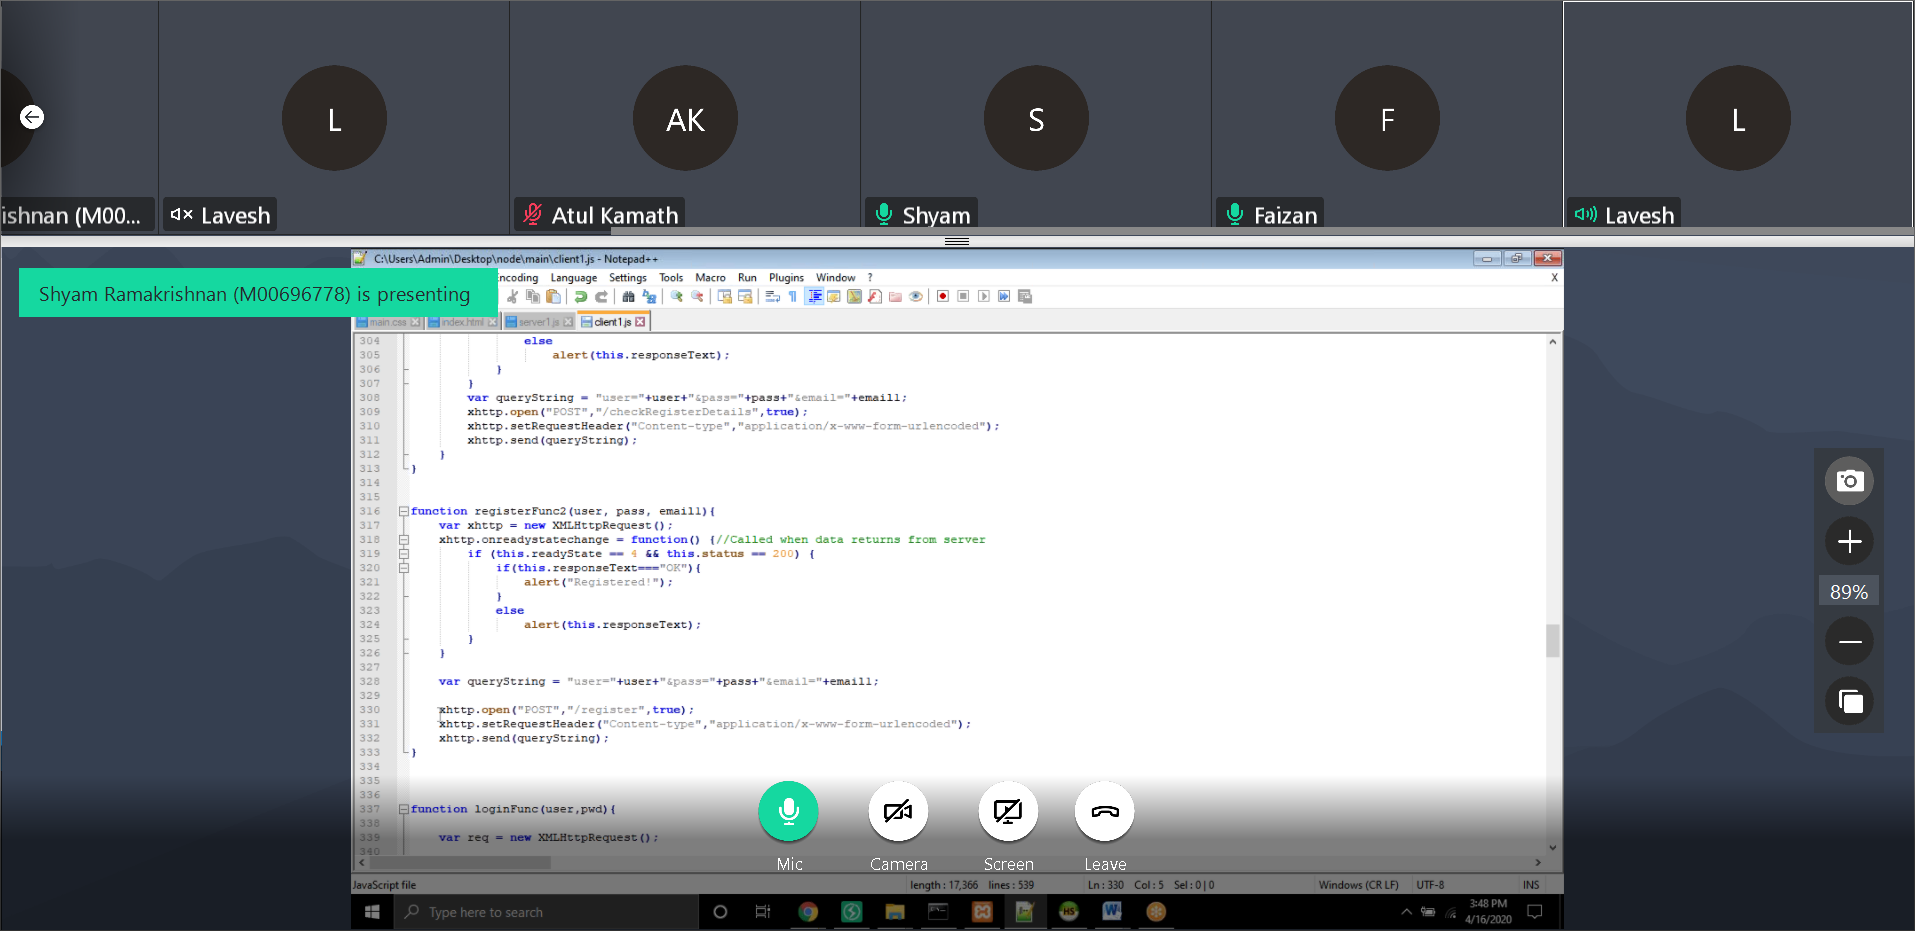 L
AK
S
F
L
ishnan (M00...
Lavesh
Atul Kamath
Shyam
Faizan
Lavesh
Shyam Ramakrishnan (M00696778) is presenting
C:\Users\Admin\Desktop\node\main\client1.js - Notepad++
ncoding Language Settings Tools Macro Run Plugins Window ? X
main.css index.html server1.js client1.js
304 else
305 alert(this.responseText);
306 }
307 }
308 var queryString = "user="+user+"&pass="+pass+"&email="+email1;
309 xhttp.open("POST","/checkRegisterDetails",true);
310 xhttp.setRequestHeader("Content-type","application/x-www-form-urlencoded");
311 xhttp.send(queryString);
312 }
313 }
314
315
316 function registerFunc2(user, pass, email1){
317 var xhttp = new XMLHttpRequest();
318 xhttp.onreadystatechange = function() {//Called when data returns from server
319 if (this.readyState == 4 && this.status == 200) {
320 if(this.responseText==="OK"){
321 alert("Registered!");
322 }
323 else
324 alert(this.responseText);
325 }
326 }
327
328 var queryString = "user="+user+"&pass="+pass+"&email="+email1;
329
330 xhttp.open("POST","/register",true);
331 xhttp.setRequestHeader("Content-type","application/x-www-form-urlencoded");
332 xhttp.send(queryString);
333 }
334
335
336
337 function loginFunc(user,pwd){
338
339 var req = new XMLHttpRequest();
340
89%
Mic Camera Screen Leave
JavaScript file length : 17,366 lines : 539 Ln : 330 Col : 5 Sel : 0 | 0 Windows (CR LF) UTF-8 INS
Type here to search
3:48 PM
4/16/2020